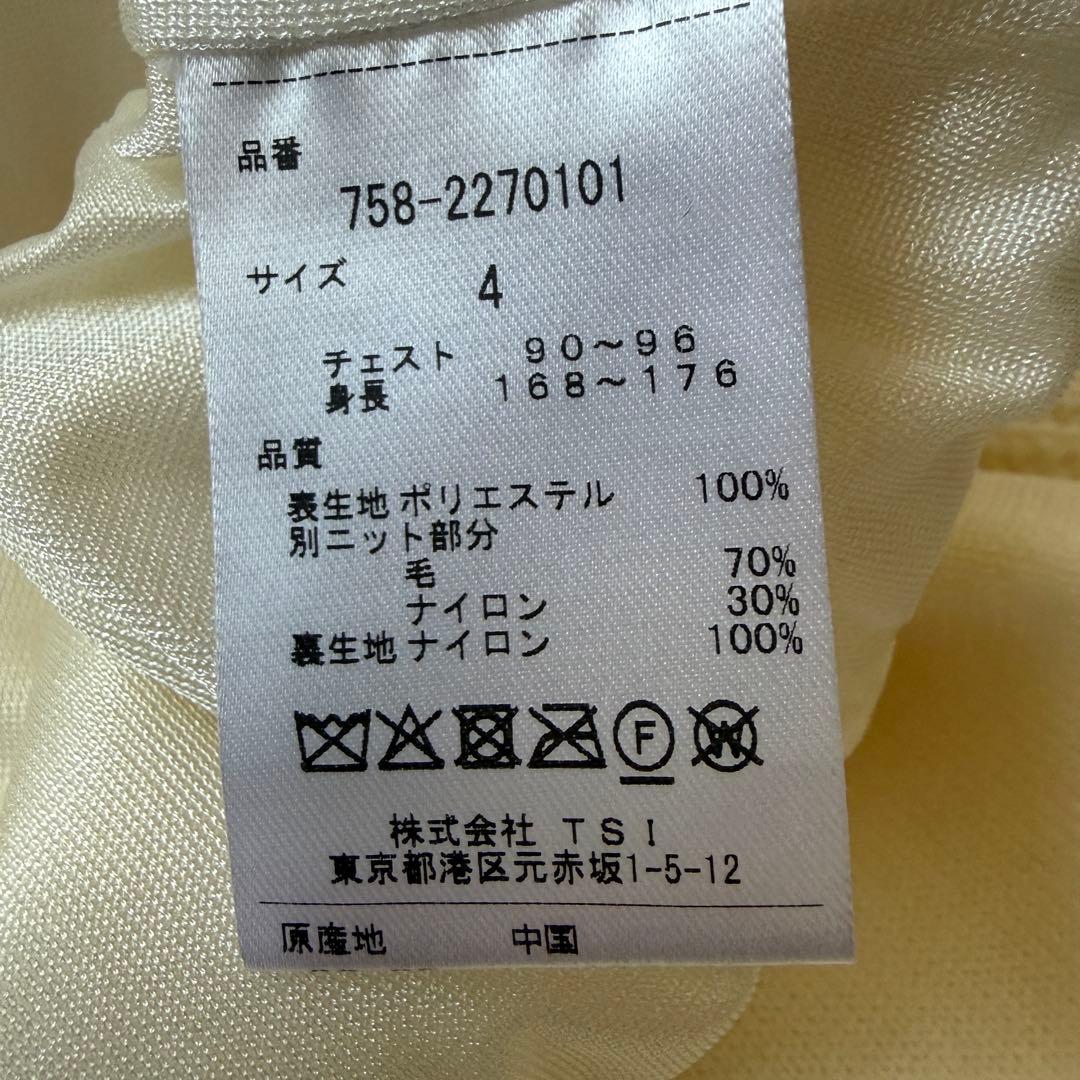 品番
758-2270101
サイズ 4
チェスト 90~96
身長 168~176
品質
表生地 ポリエステル 100%
別ニット部分
毛 70%
ナイロン 30%
裏生地 ナイロン 100%
F W
株式会社 TSI
東京都港区元赤坂1-5-12
原産地 中国